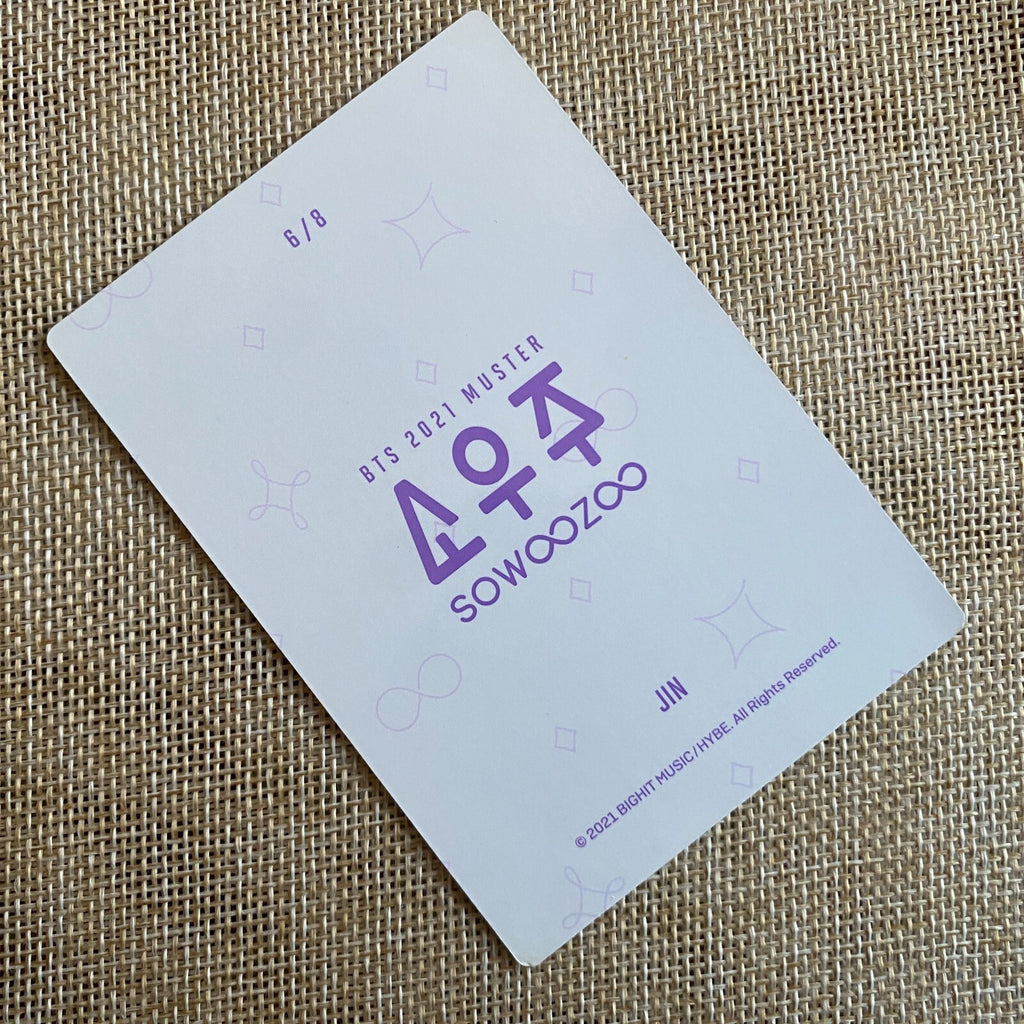 6/8
BTS 2021 MUSTER
소우주
SOWOOZOO
JIN
© 2021 BIGHIT MUSIC / HYBE. All Rights Reserved.